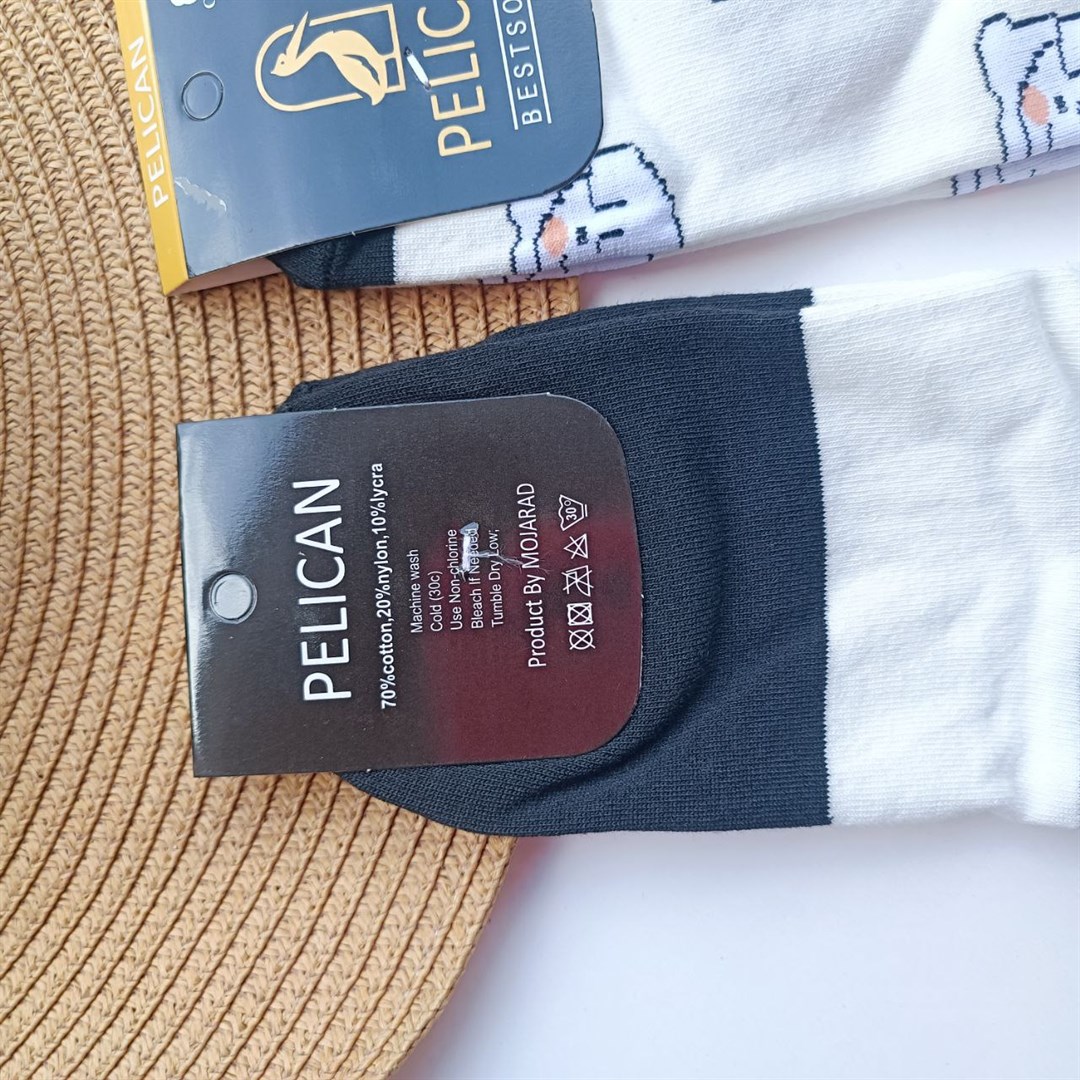 PELICAN
PELIC
BESTSO
PELICAN
70%cotton,20%nylon,10%lycra
Machine wash
Cold (30c)
Use Non-chlorine
Bleach If Needed
Tumble Dry Low;
Product By MOJARAD
30°